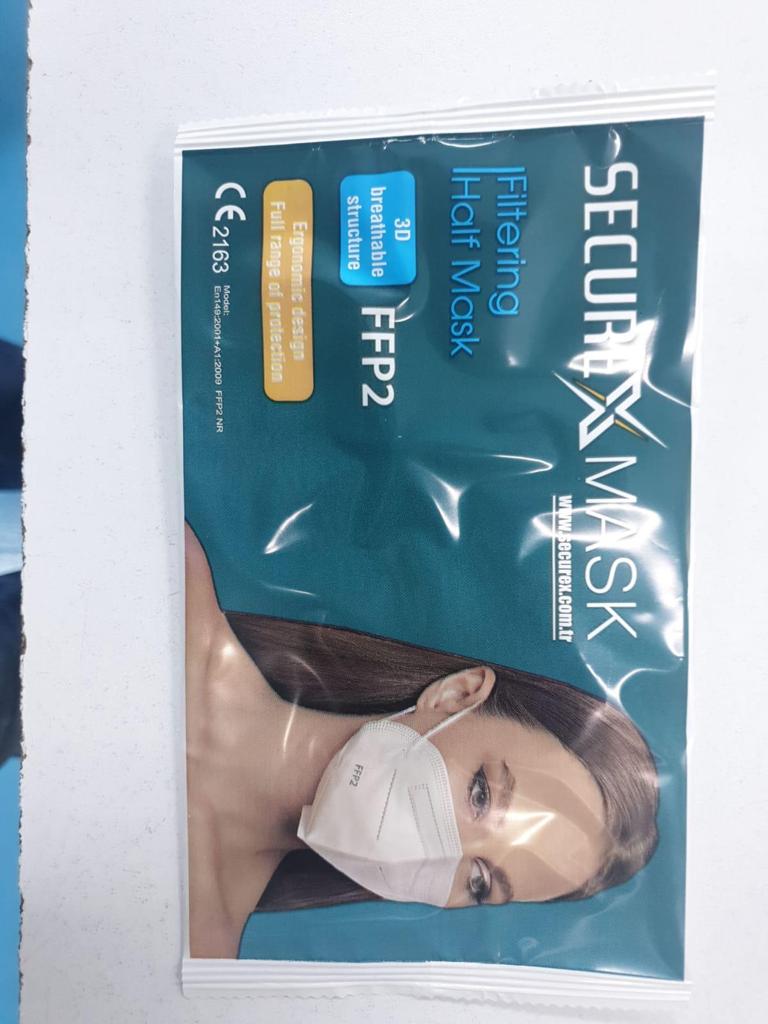 SECUREX MASK
www.securex.com.tr
Filtering
Half Mask
3D
breathable
structure
FFP2
Ergonomic design
Full range of protection
CE 2163
Model:
En149:2001+A1:2009 FFP2 NR
FFP2